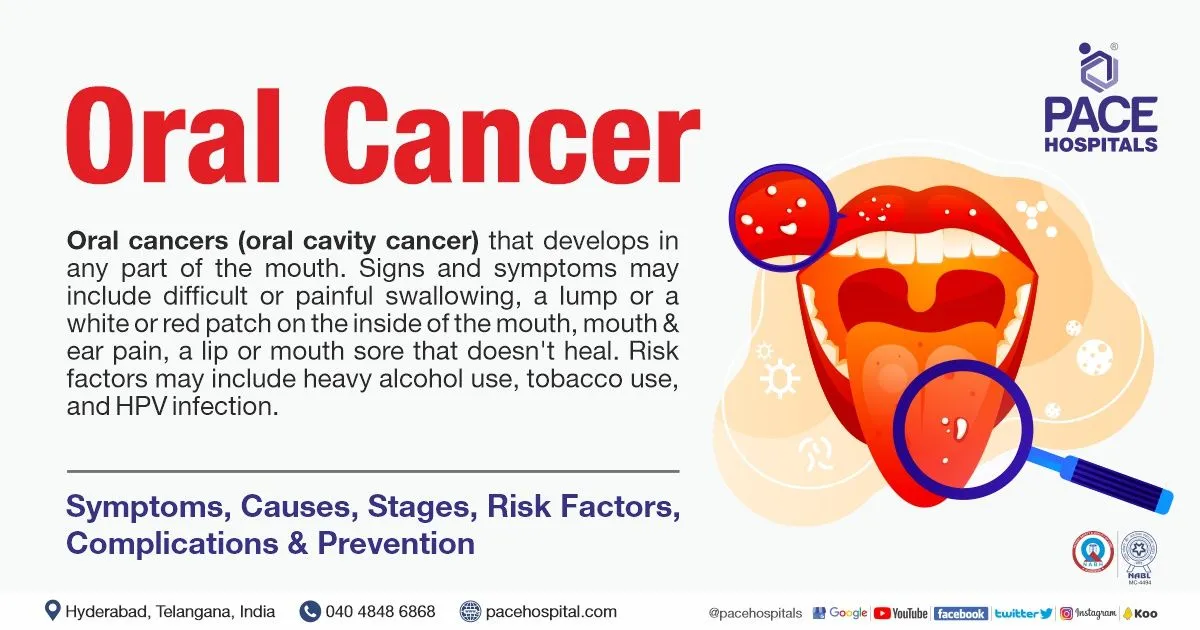 Oral Cancer
PACE
HOSPITALS
®
Oral cancers (oral cavity cancer) that develops in
any part of the mouth. Signs and symptoms may
include difficult or painful swallowing, a lump or a
white or red patch on the inside of the mouth, mouth &
ear pain, a lip or mouth sore that doesn't heal. Risk
factors may include heavy alcohol use, tobacco use,
and HPV infection.
Symptoms, Causes, Stages, Risk Factors,
Complications & Prevention
NABH
NABL
MC-4494
Hyderabad, Telangana, India 040 4848 6868 pacehospital.com @pacehospitals Google YouTube facebook twitter Instagram Koo